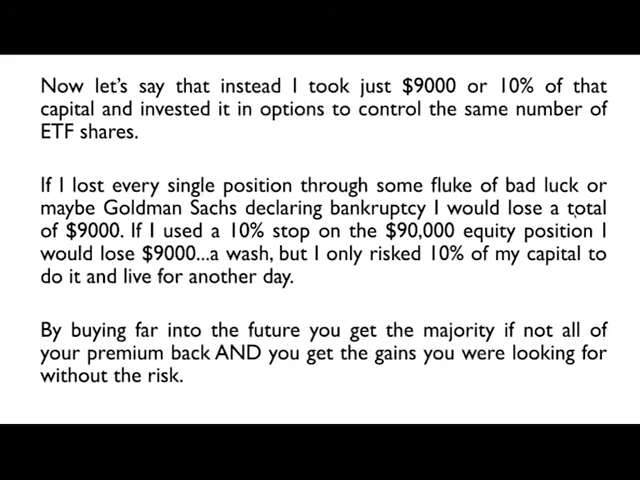 Now let's say that instead I took just $9000 or 10% of that
capital and invested it in options to control the same number of
ETF shares.
If I lost every single position through some fluke of bad luck or
maybe Goldman Sachs declaring bankruptcy I would lose a total
of $9000. If I used a 10% stop on the $90,000 equity position I
would lose $9000...a wash, but I only risked 10% of my capital to
do it and live for another day.
By buying far into the future you get the majority if not all of
your premium back AND you get the gains you were looking for
without the risk.